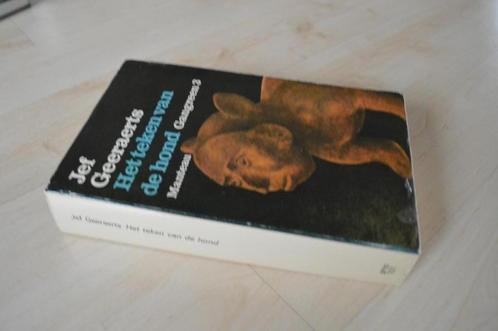 Jef
Geeraerts
Het teken van
de hond Gangreen 3
Manteau
Jef Geeraerts Het teken van de hond